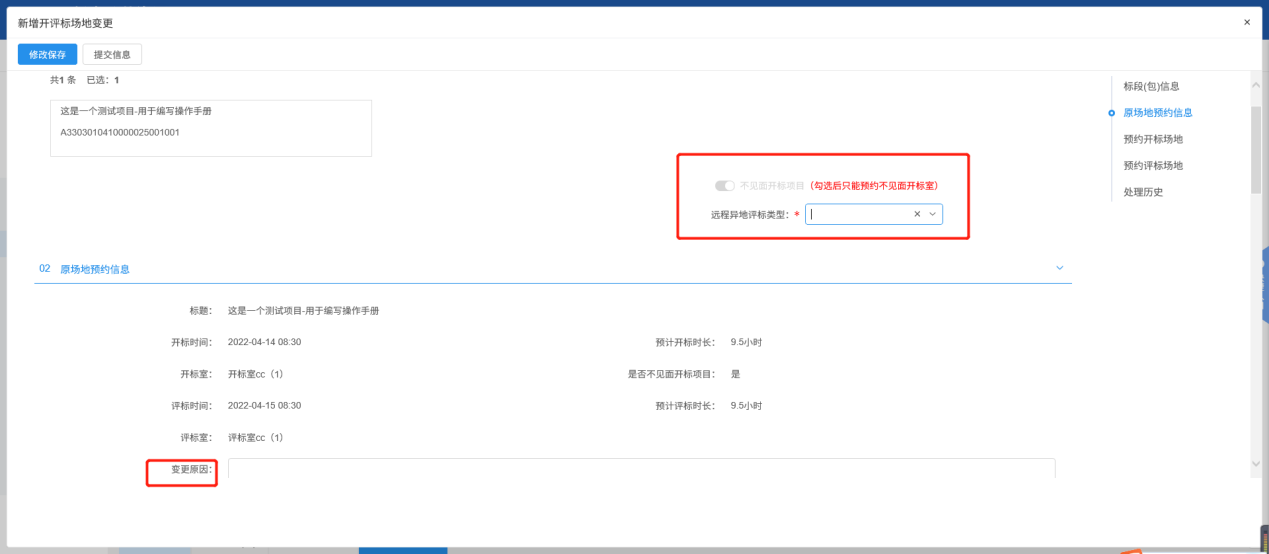 新增开评标场地变更
×
修改保存 提交信息
共1 条 已选：1
这是一个测试项目-用于编写操作手册
A3303010410000025001001
标段(包)信息
原场地预约信息
预约开标场地
预约评标场地
处理历史
不见面开标项目（勾选后只能预约不见面开标室）
远程异地评标类型：*
02 原场地预约信息
标题： 这是一个测试项目-用于编写操作手册
开标时间： 2022-04-14 08:30 预计开标时长： 9.5小时
开标室： 开标室cc（1） 是否不见面开标项目： 是
评标时间： 2022-04-15 08:30 预计评标时长： 9.5小时
评标室： 评标室cc（1）
变更原因：